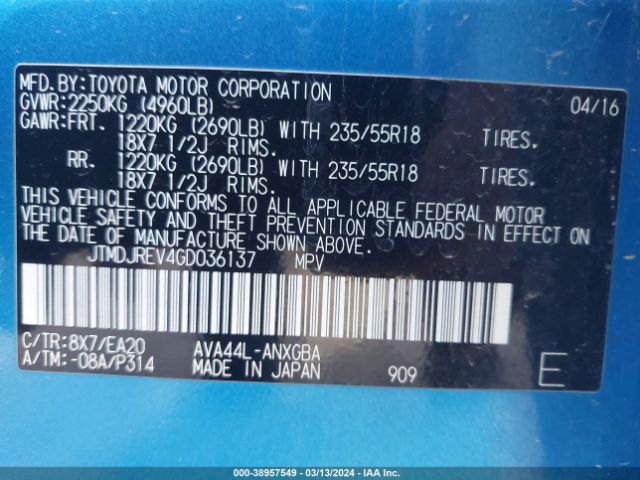 MFD. BY: TOYOTA MOTOR CORPORATION 04/16
GVWR: 2250KG (4960LB)
GAWR: FRT. 1220KG (2690LB) WITH 235/55R18 TIRES.
18X7 1/2J RIMS.
RR. 1220KG (2690LB) WITH 235/55R18 TIRES.
18X7 1/2J RIMS.
THIS VEHICLE CONFORMS TO ALL APPLICABLE FEDERAL MOTOR
VEHICLE SAFETY AND THEFT PREVENTION STANDARDS IN EFFECT ON
THE DATE OF MANUFACTURE SHOWN ABOVE.
JTMDJREV4GD036137 MPV
C/TR: 8X7/EA20 AVA44L-ANXGBA
A/TM: -08A/P314 MADE IN JAPAN 909 E
000-38957549 - 03/13/2024 - IAA Inc.